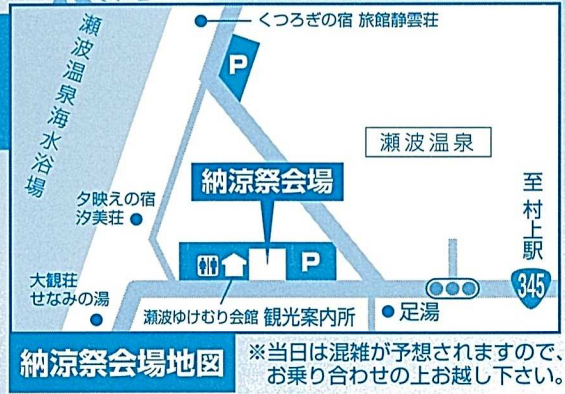 くつろぎの宿 旅館静雲荘
P
瀬波温泉海水浴場
瀬波温泉
納涼祭会場
夕映えの宿
汐美荘
至 村上駅
P
345
大観荘
せなみの湯
瀬波ゆけむり会館 観光案内所
足湯
納涼祭会場地図
※当日は混雑が予想されますので、
お乗り合わせの上お越し下さい。